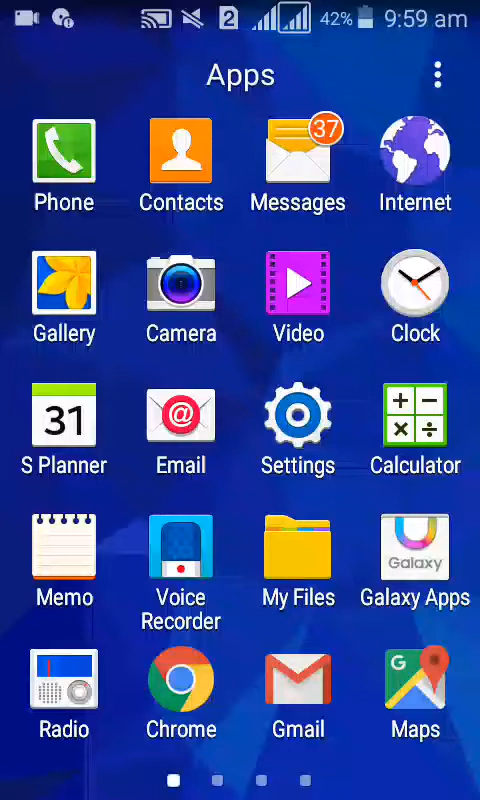 2 42% 9:59 am
Apps
37
Phone Contacts Messages Internet
Gallery Camera Video Clock
31
@
S Planner Email Settings Calculator
Galaxy
Memo Voice Recorder My Files Galaxy Apps
G
Radio Chrome Gmail Maps